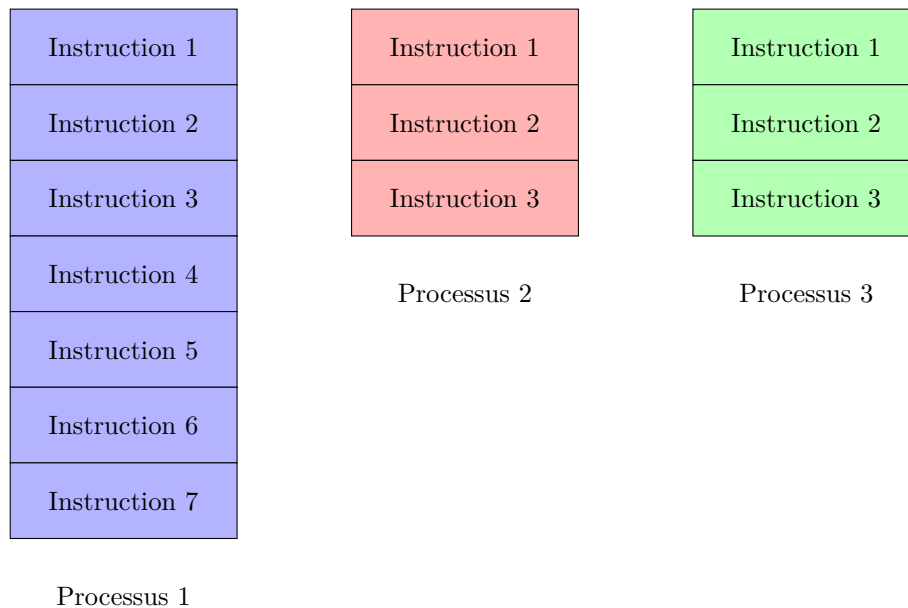 Instruction 1
Instruction 2
Instruction 3
Instruction 4
Instruction 5
Instruction 6
Instruction 7
Processus 1
Instruction 1
Instruction 2
Instruction 3
Processus 2
Instruction 1
Instruction 2
Instruction 3
Processus 3